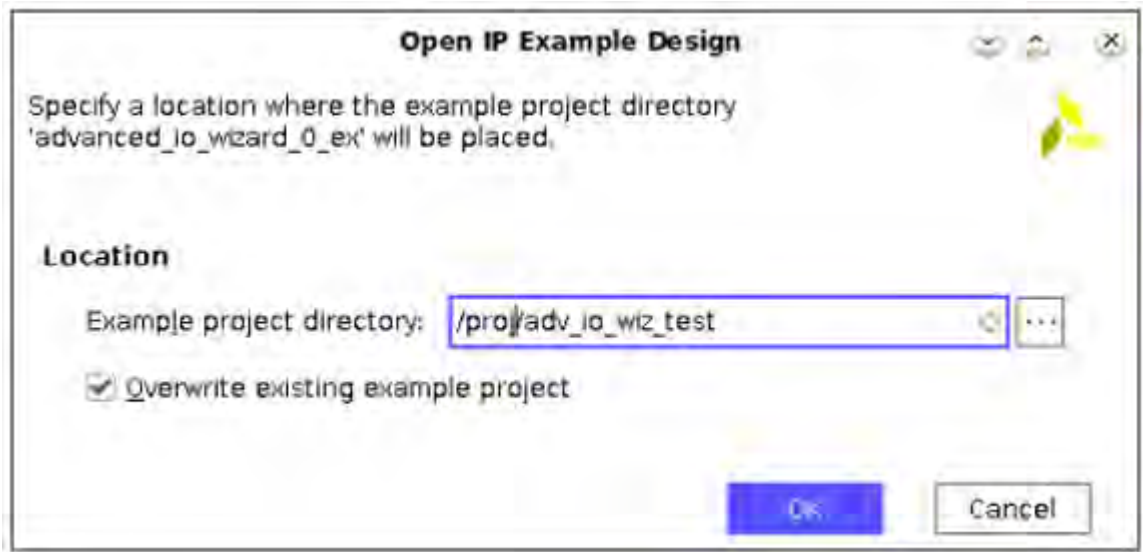 Open IP Example Design
Specify a location where the example project directory
'advanced_io_wizard_0_ex' will be placed.
Location
Example project directory: /proj/adv_io_wiz_test ...
Overwrite existing example project
OK Cancel